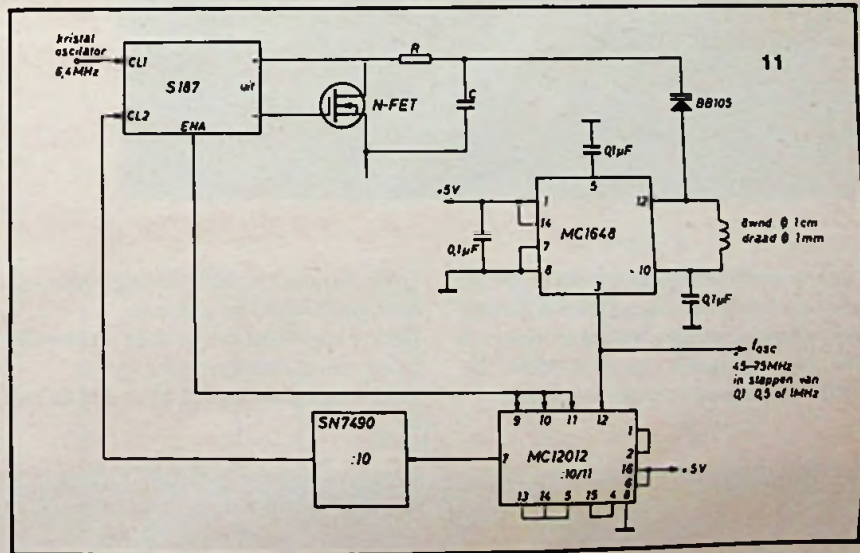 kristal
oscilator
6,4MHz
CL1
S187
uit
CL2
ENA
R
N-FET
C
11
BB105
0,1µF
+5V
0,1µF
5
1
14
7
8
12
MC1648
10
3
8wnd @ 1cm
draad @ 1mm
0,1µF
fosc
45-75MHz
in stappen van
0,1 0,5 of 1MHz
SN7490
:10
9
10
11
12
7
MC12012
:10/11
1
2
16
6
8
+5V
13
14
5
15
4